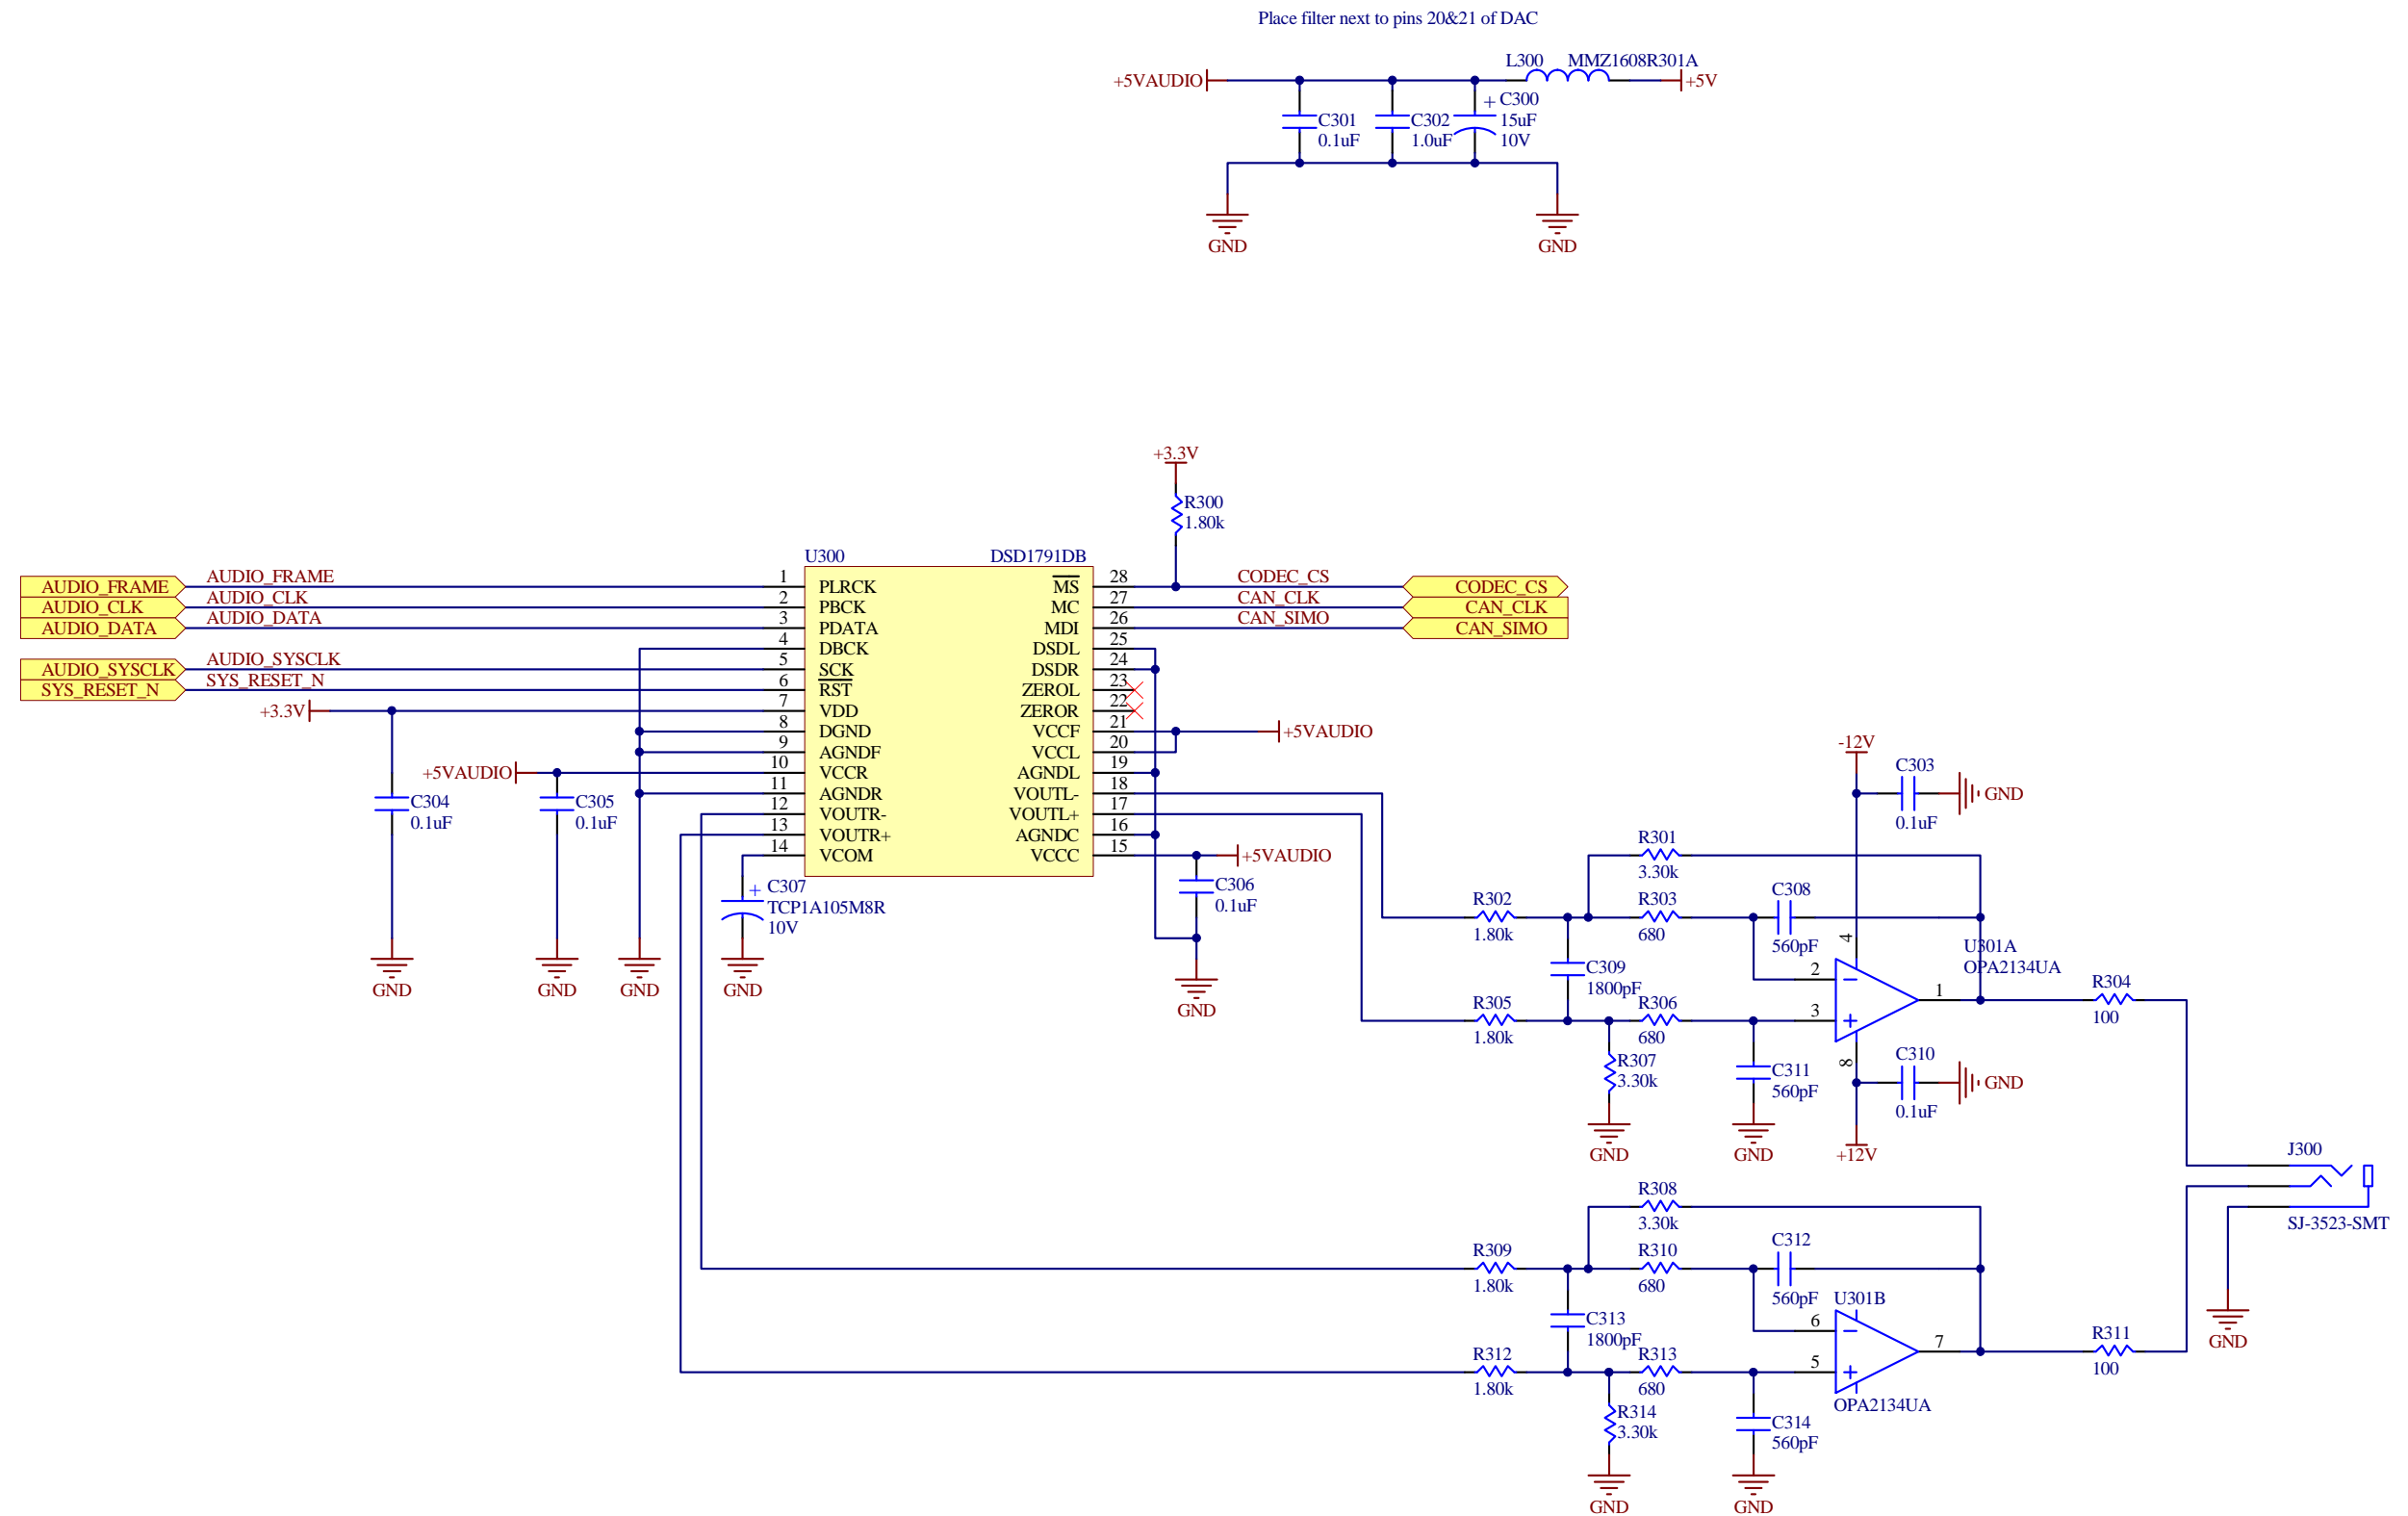 Place filter next to pins 20&21 of DAC
L300 MMZ1608R301A
+5VAUDIO
+5V
C301
0.1uF
C302
1.0uF
+ C300
15uF
10V
GND
GND
+3.3V
R300
1.80k
U300 DSD1791DB
AUDIO_FRAME AUDIO_FRAME 1 PLRCK
AUDIO_CLK AUDIO_CLK 2 PBCK
AUDIO_DATA AUDIO_DATA 3 PDATA
4 DBCK
AUDIO_SYSCLK AUDIO_SYSCLK 5 SCK
SYS_RESET_N SYS_RESET_N 6 RST
+3.3V 7 VDD
8 DGND
9 AGNDF
+5VAUDIO 10 VCCR
11 AGNDR
12 VOUTR-
13 VOUTR+
14 VCOM
MS 28 CODEC_CS CODEC_CS
MC 27 CAN_CLK CAN_CLK
MDI 26 CAN_SIMO CAN_SIMO
DSDL 25
DSDR 24
ZEROL 23
ZEROR 22
VCCF 21 +5VAUDIO
VCCL 20
AGNDL 19
VOUTL- 18
VOUTL+ 17
AGNDC 16
VCCC 15 +5VAUDIO
C304
0.1uF
GND
C305
0.1uF
GND
GND
+ C307
TCP1A105M8R
10V
GND
C306
0.1uF
GND
-12V
C303
0.1uF
GND
R301
3.30k
R302
1.80k
R303
680
C308
560pF
C309
1800pF
4
2
3
8
1
U301A
OPA2134UA
R304
100
R305
1.80k
R306
680
R307
3.30k
GND
C311
560pF
GND
C310
0.1uF
GND
+12V
J300
SJ-3523-SMT
GND
R308
3.30k
R309
1.80k
R310
680
C312
560pF
C313
1800pF
U301B
6
5
7
OPA2134UA
R311
100
R312
1.80k
R313
680
R314
3.30k
GND
C314
560pF
GND